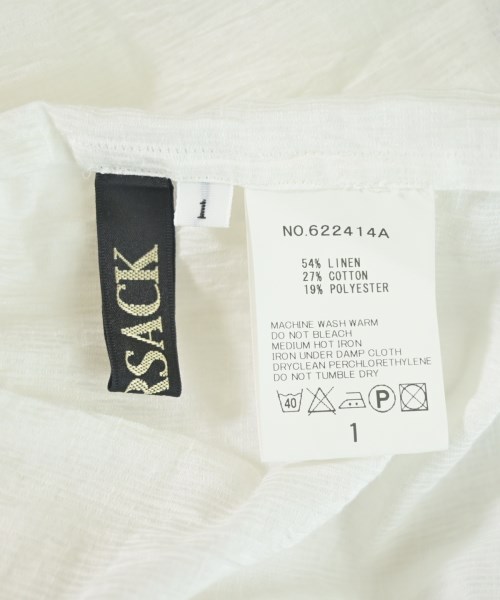 RSACK
1
NO.622414A
54% LINEN
27% COTTON
19% POLYESTER
MACHINE WASH WARM
DO NOT BLEACH
MEDIUM HOT IRON
IRON UNDER DAMP CLOTH
DRYCLEAN PERCHLORETHYLENE
DO NOT TUMBLE DRY
40 P
1